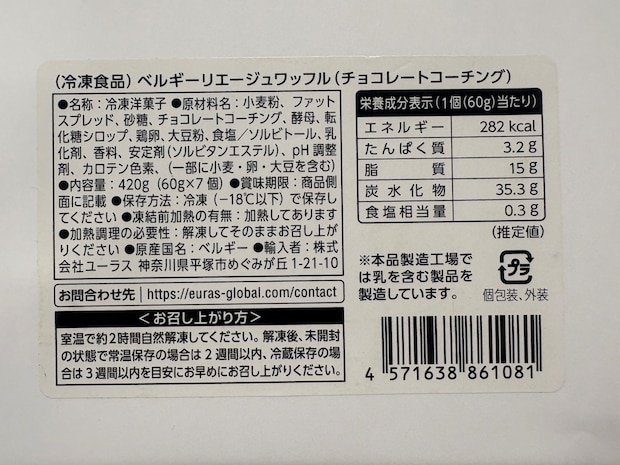 (冷凍食品) ベルギーリエージュワッフル(チョコレートコーチング)
●名称:冷凍洋菓子 ●原材料名:小麦粉、ファット
スプレッド、砂糖、チョコレートコーチング、酵母、転
化糖シロップ、鶏卵、大豆粉、食塩/ソルビトール、乳
化剤、香料、安定剤(ソルビタンエステル)、pH調整
剤、カロテン色素、(一部に小麦・卵・大豆を含む)
●内容量:420g(60g×7個) ●賞味期限:商品側
面に記載 ●保存方法:冷凍(−18℃以下)で保存し
てください ●凍結前加熱の有無:加熱してあります
●加熱調理の必要性:解凍してそのままお召し上が
りください ●原産国名:ベルギー ●輸入者:株式
会社ユーラス 神奈川県平塚市めぐみが丘1-21-10
お問合わせ先 https://euras-global.com/contact
<お召し上がり方>
室温で約2時間自然解凍してください。解凍後、未開封
の状態で常温保存の場合は2週間以内、冷蔵保存の場
合は3週間以内を目安にお早めにお召し上がりください。
栄養成分表示(1個(60g)当たり)
エネルギー 282 kcal
たんぱく質 3.2 g
脂質 15 g
炭水化物 35.3 g
食塩相当量 0.3 g
(推定値)
※本品製造工場で
は乳を含む製品を
製造しています。
プラ
個包装、外装
4 571638 861081